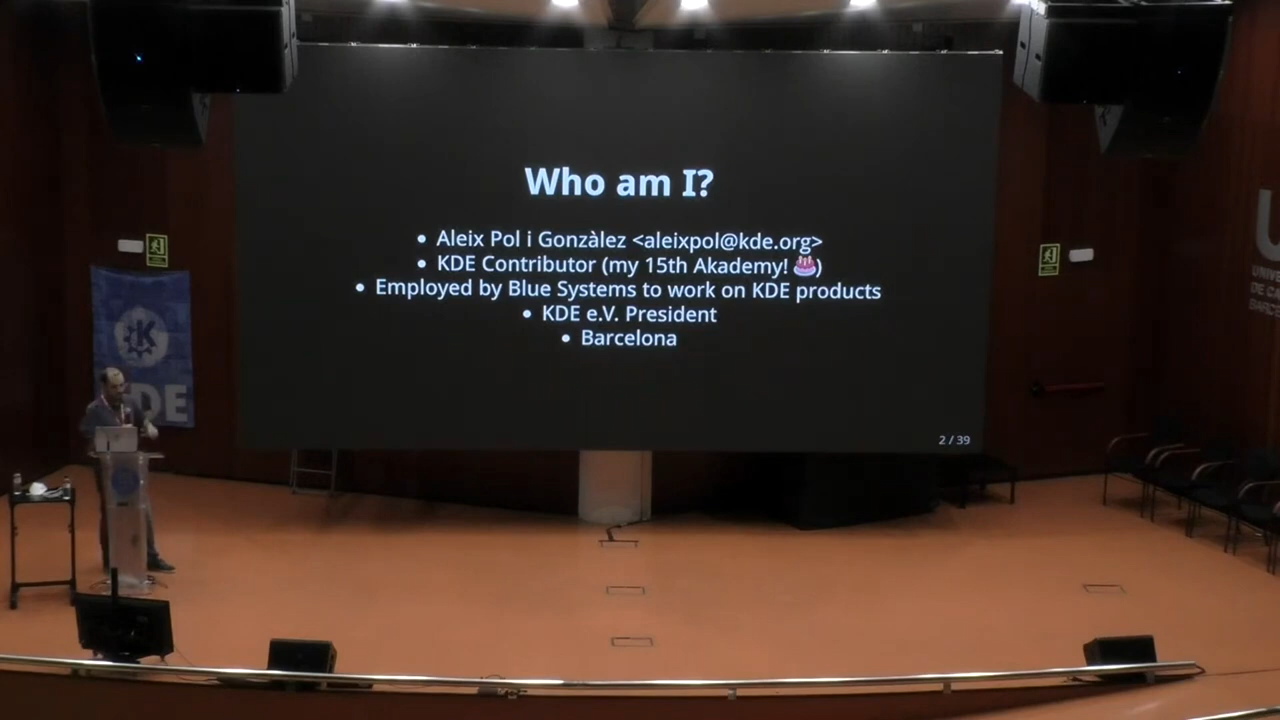 Who am I?
• Aleix Pol i Gonzàlez <aleixpol@kde.org>
• KDE Contributor (my 15th Akademy! 🎂)
• Employed by Blue Systems to work on KDE products
• KDE e.V. President
• Barcelona
2 / 39
K
KDE